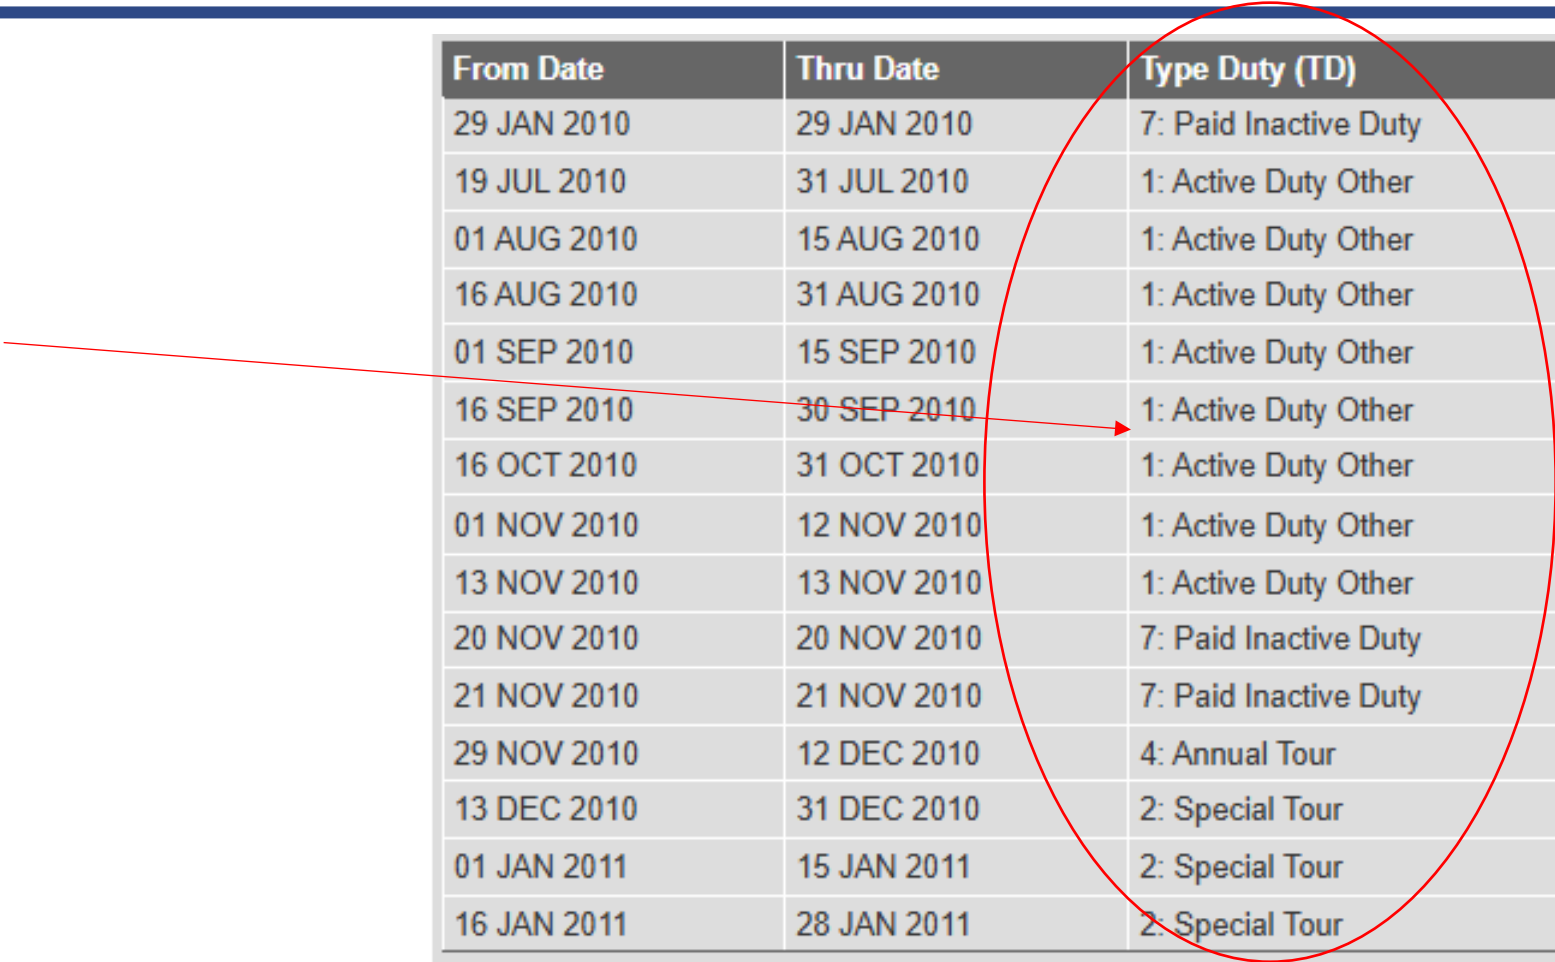 From Date Thru Date Type Duty (TD)
29 JAN 2010 29 JAN 2010 7: Paid Inactive Duty
19 JUL 2010 31 JUL 2010 1: Active Duty Other
01 AUG 2010 15 AUG 2010 1: Active Duty Other
16 AUG 2010 31 AUG 2010 1: Active Duty Other
01 SEP 2010 15 SEP 2010 1: Active Duty Other
16 SEP 2010 30 SEP 2010 1: Active Duty Other
16 OCT 2010 31 OCT 2010 1: Active Duty Other
01 NOV 2010 12 NOV 2010 1: Active Duty Other
13 NOV 2010 13 NOV 2010 1: Active Duty Other
20 NOV 2010 20 NOV 2010 7: Paid Inactive Duty
21 NOV 2010 21 NOV 2010 7: Paid Inactive Duty
29 NOV 2010 12 DEC 2010 4: Annual Tour
13 DEC 2010 31 DEC 2010 2: Special Tour
01 JAN 2011 15 JAN 2011 2: Special Tour
16 JAN 2011 28 JAN 2011 2: Special Tour